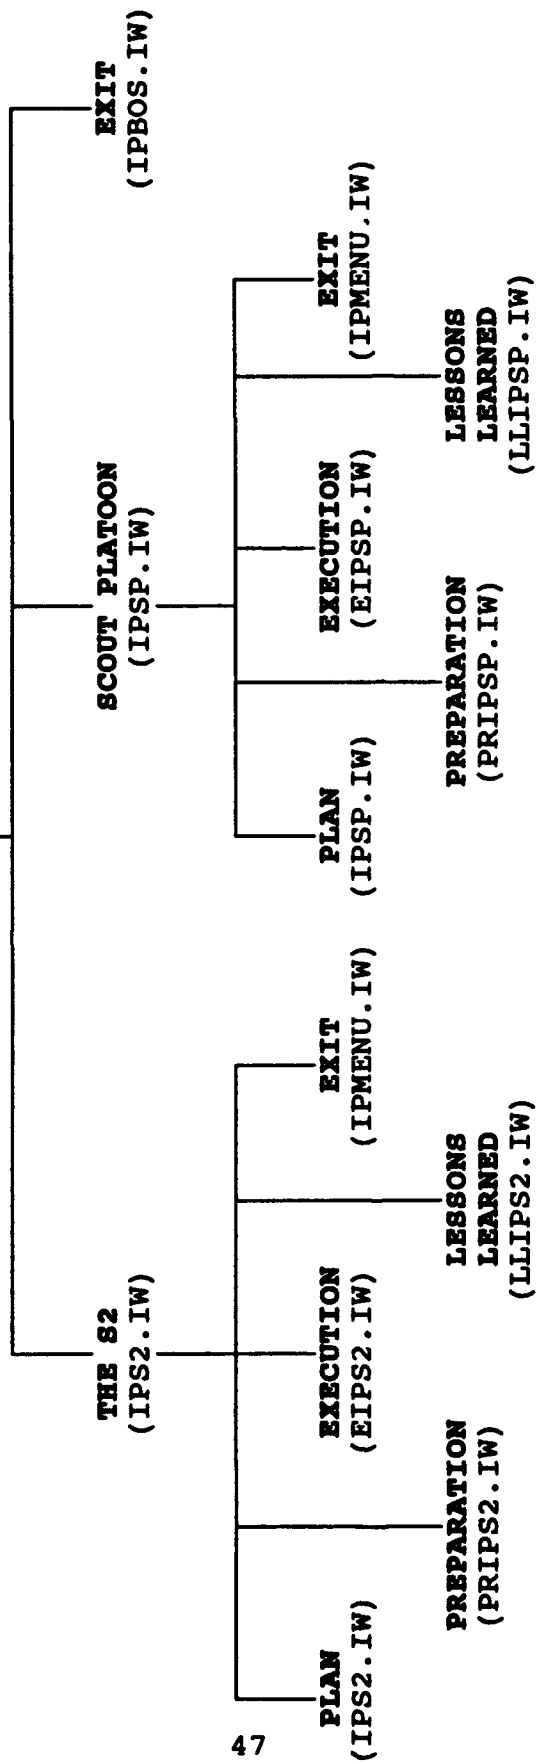 THE S2
(IPS2.IW)
SCOUT PLATOON
(IPSP.IW)
EXIT
(IPBOS.IW)
PLAN
(IPS2.IW)
EXECUTION
(EIPS2.IW)
EXIT
(IPMENU.IW)
PREPARATION
(PRIPS2.IW)
LESSONS
LEARNED
(LLIPS2.IW)
PLAN
(IPSP.IW)
EXECUTION
(EIPSP.IW)
EXIT
(IPMENU.IW)
PREPARATION
(PRIPSP.IW)
LESSONS
LEARNED
(LLIPSP.IW)
47